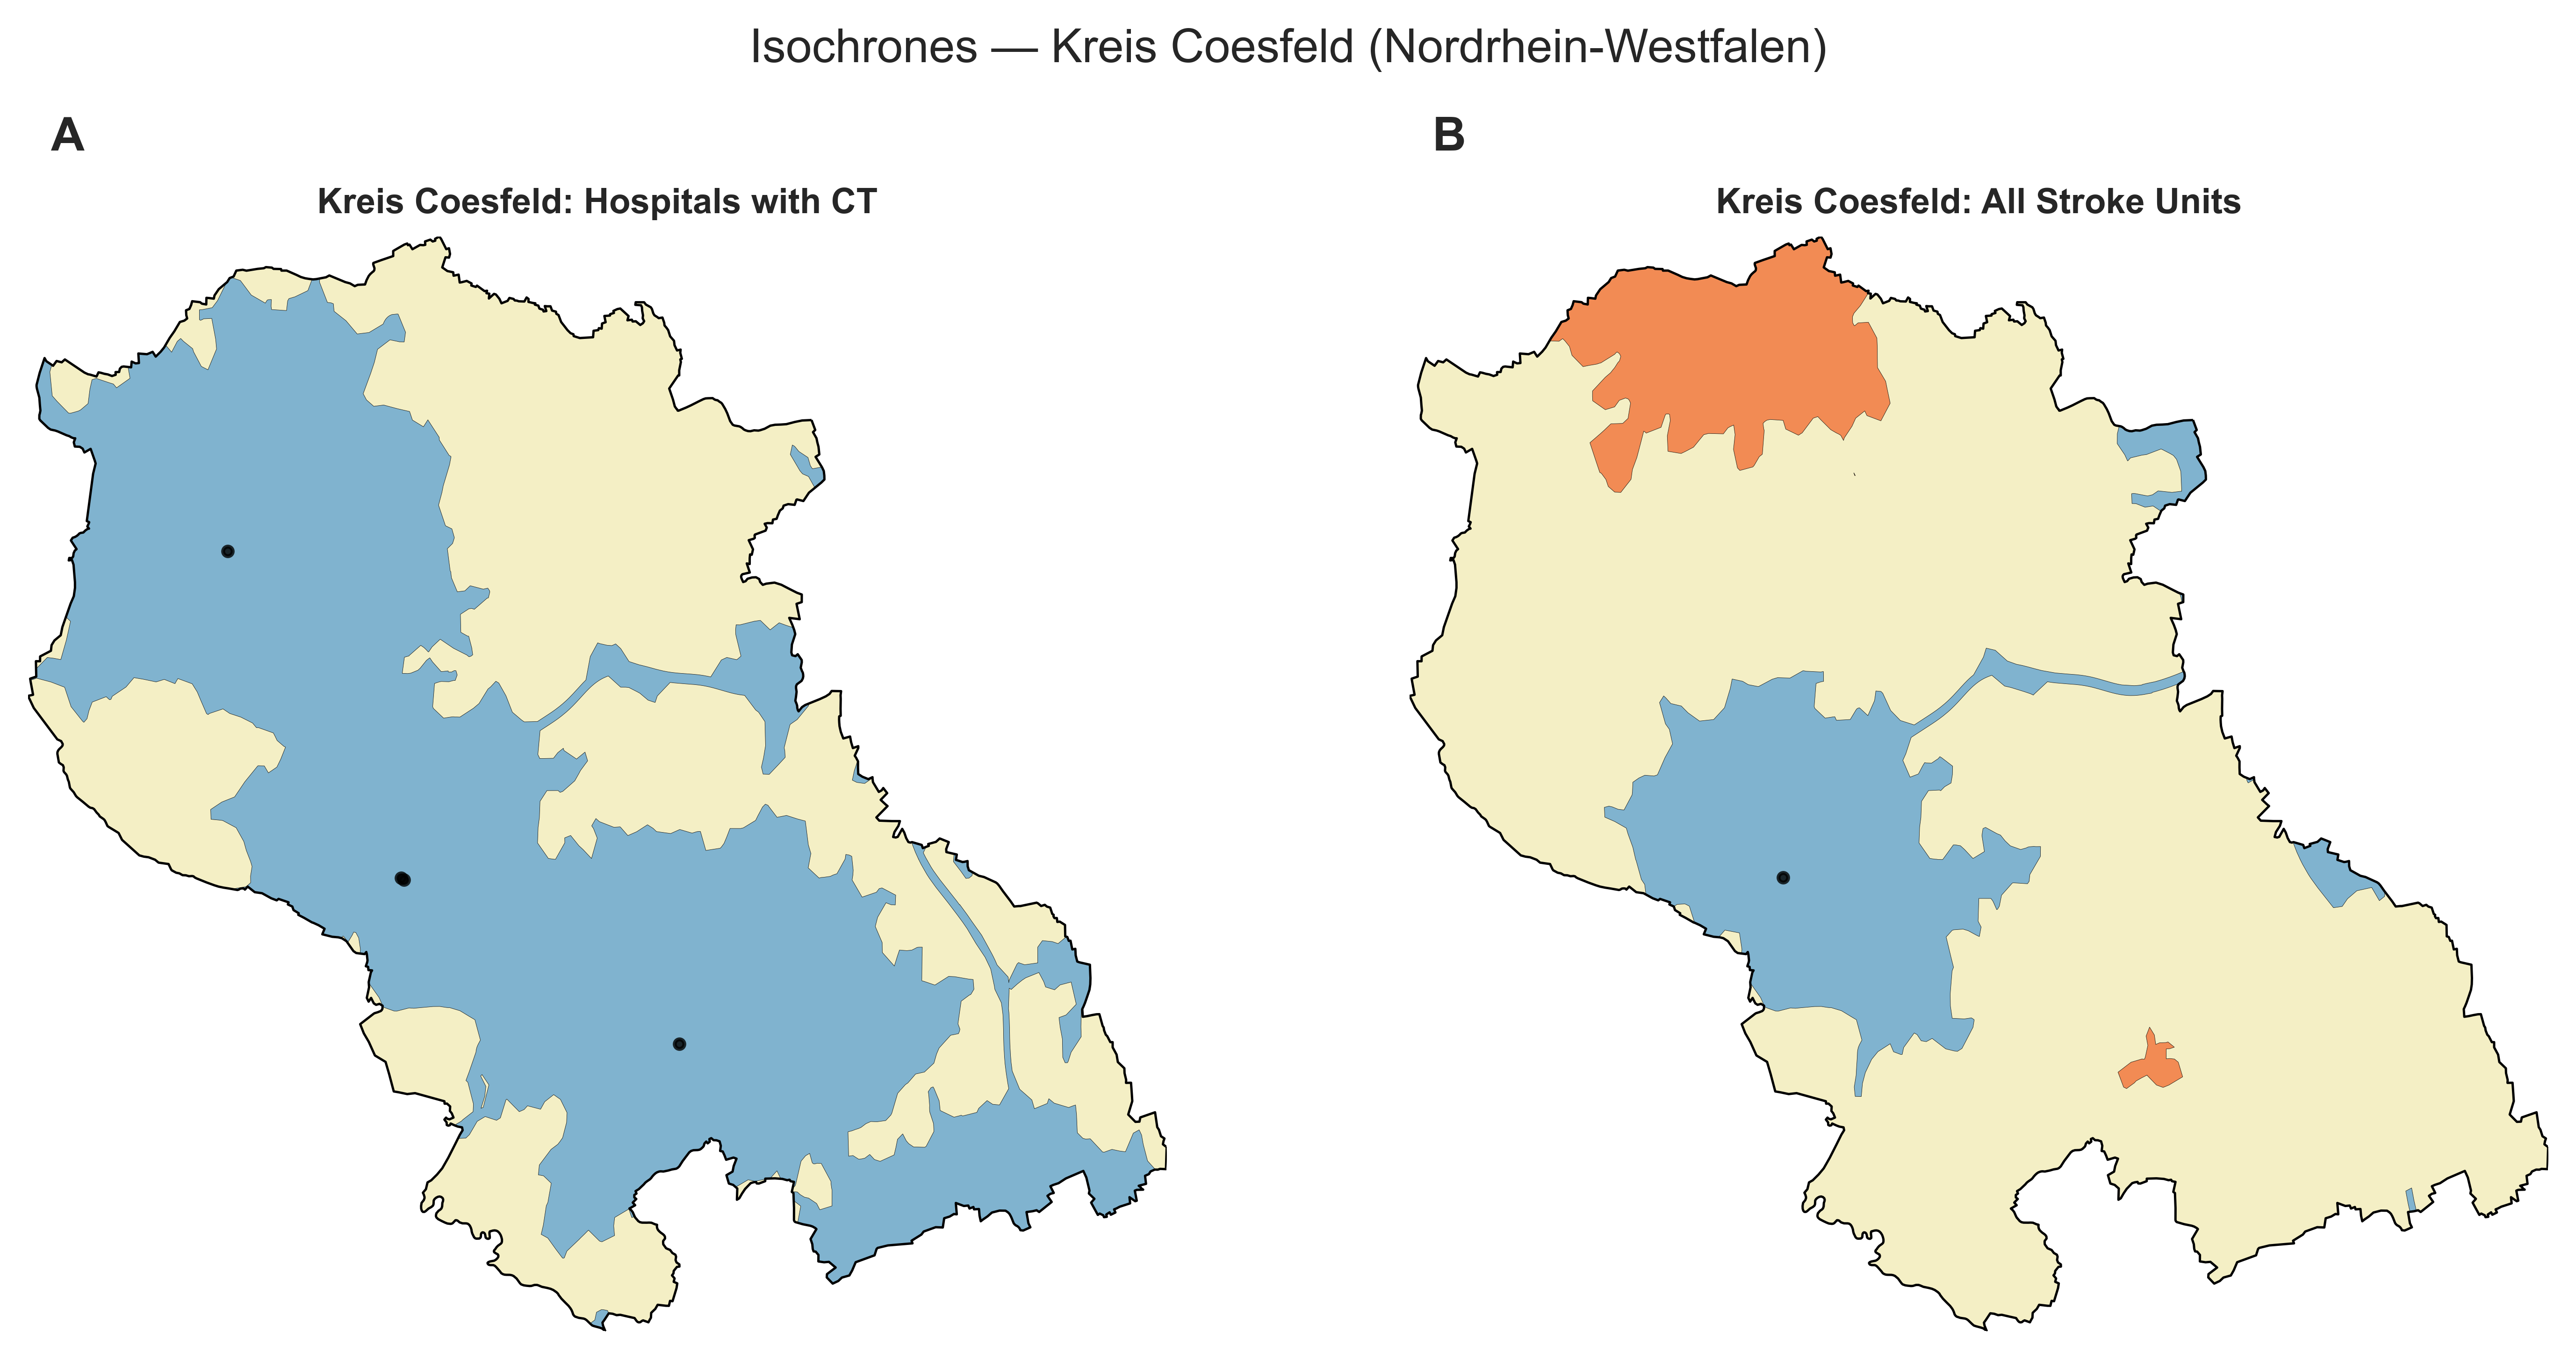 Isochrones — Kreis Coesfeld (Nordrhein-Westfalen)
A
B
Kreis Coesfeld: Hospitals with CT
Kreis Coesfeld: All Stroke Units